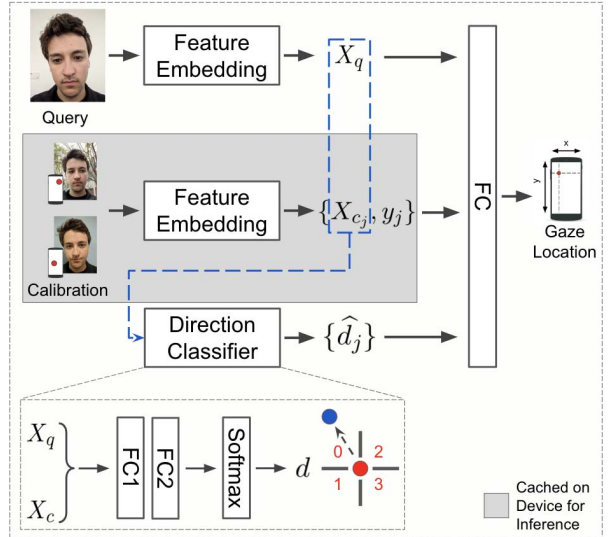 Query
Feature
Embedding
X_q
Calibration
Feature
Embedding
{X_{c_j}, y_j}
FC
x
y
Gaze
Location
Direction
Classifier
{\widehat{d}_j}
X_q
X_c
FC1
FC2
Softmax
d
0 2
1 3
Cached on
Device for
Inference